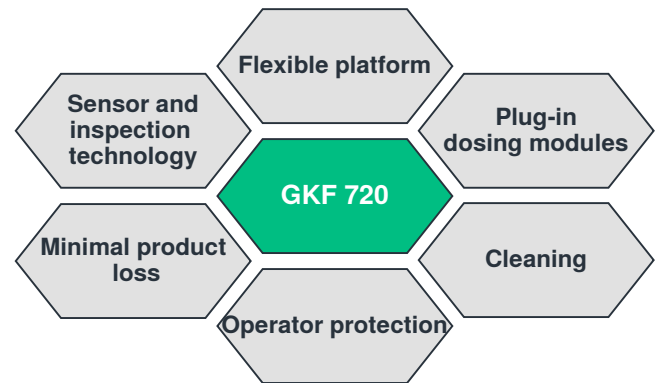 Flexible platform
Sensor and
inspection
technology
Plug-in
dosing modules
GKF 720
Minimal product
loss
Cleaning
Operator protection